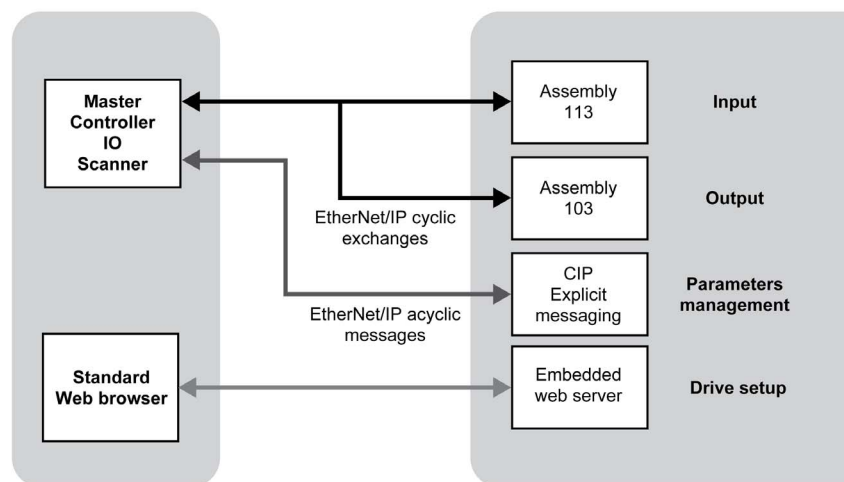 Master
Controller
IO
Scanner
Assembly
113
Input
Assembly
103
Output
EtherNet/IP cyclic
exchanges
CIP
Explicit
messaging
Parameters
management
EtherNet/IP acyclic
messages
Standard
Web browser
Embedded
web server
Drive setup